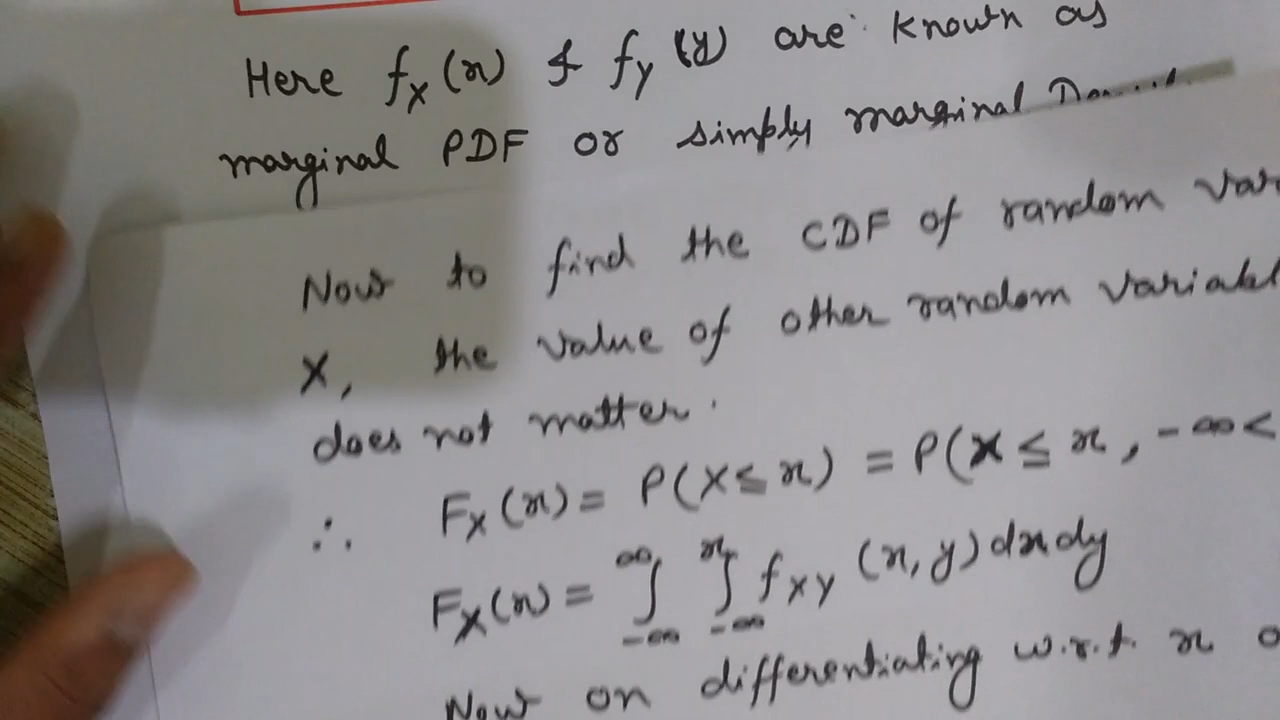 Here fX(x) & fY(y) are known as
marginal PDF or simply marginal
Now to find the CDF of random
X, the value of other random
does not matter.
∴ FX(x) = P(X ≤ x) = P(X ≤ x, -∞ <
FX(x) = ∫_{-∞}^{∞} ∫_{-∞}^{x} fXY (x, y) dx dy
Now on differentiating w.r.t. x